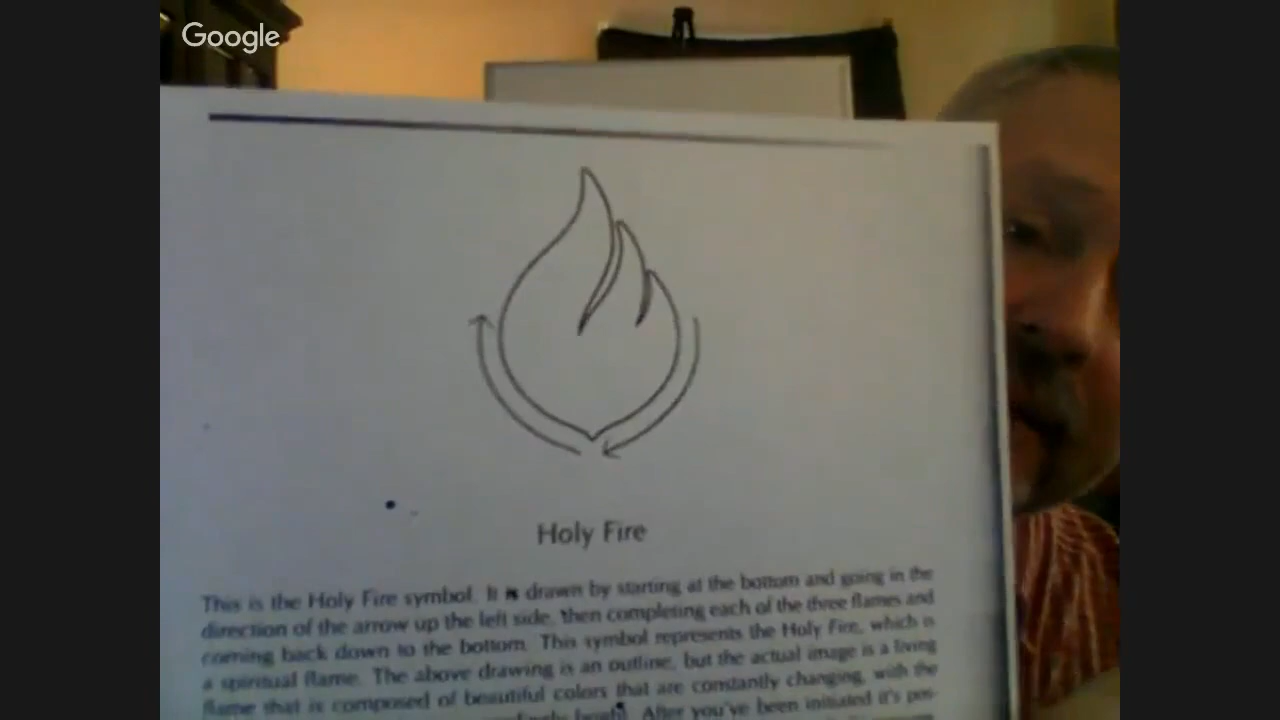 Google
Holy Fire
This is the Holy Fire symbol. It is drawn by starting at the bottom and going in the
direction of the arrow up the left side, then completing each of the three flames and
coming back down to the bottom. This symbol represents the Holy Fire, which is
a spiritual flame. The above drawing is an outline, but the actual image is a living
flame that is composed of beautiful colors that are constantly changing, with the
bright. After you've been initiated it's pos-